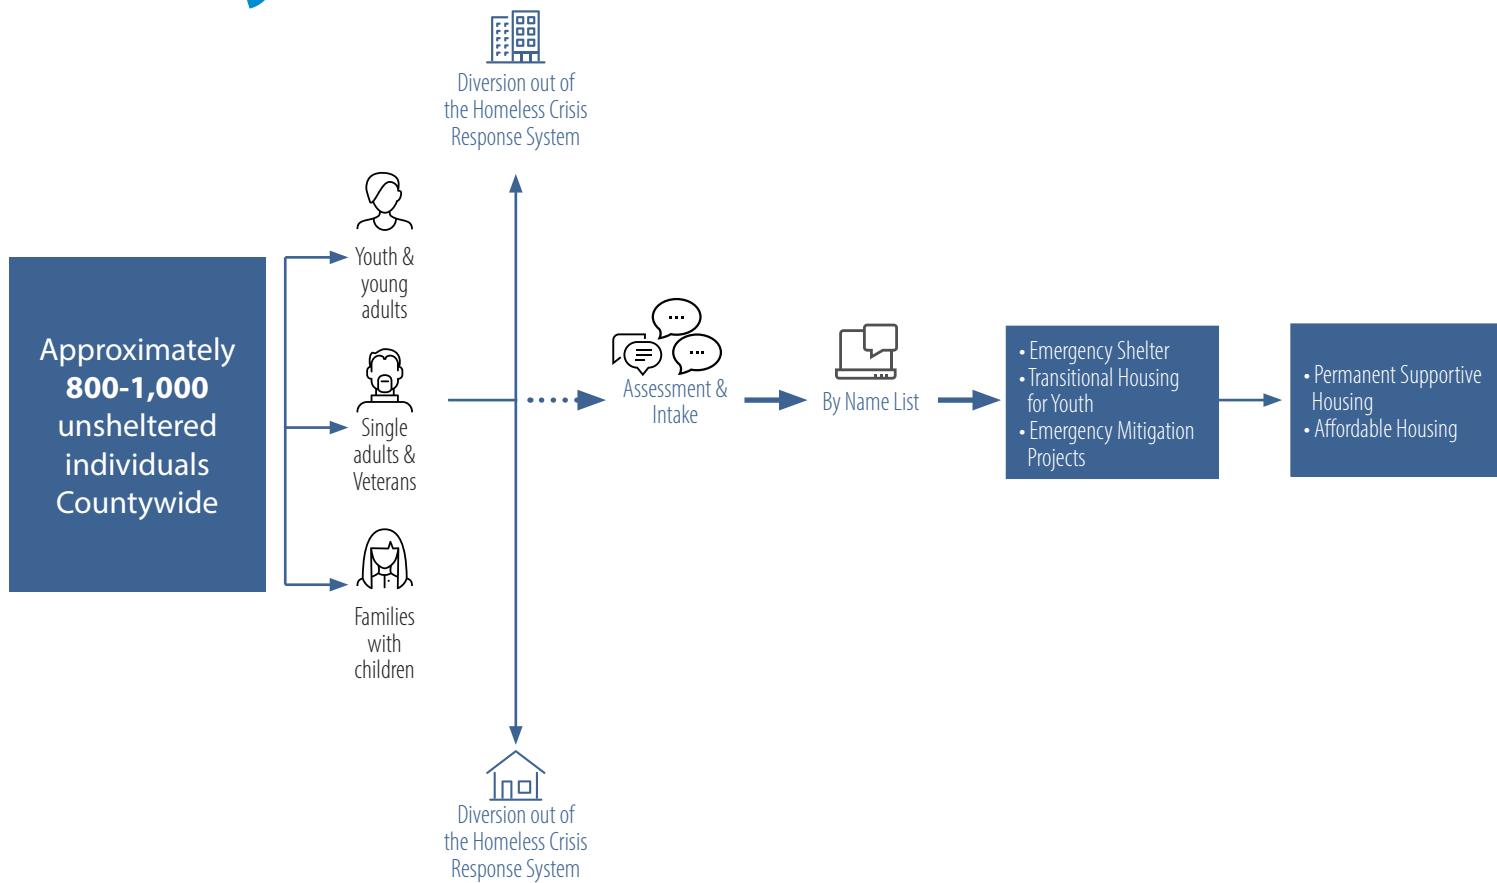 Diversion out of
the Homeless Crisis
Response System
Approximately
800-1,000
unsheltered
individuals
Countywide
Youth &
young
adults
Single
adults &
Veterans
Families
with
children
Assessment &
Intake
By Name List
• Emergency Shelter
• Transitional Housing
for Youth
• Emergency Mitigation
Projects
• Permanent Supportive
Housing
• Affordable Housing
Diversion out of
the Homeless Crisis
Response System